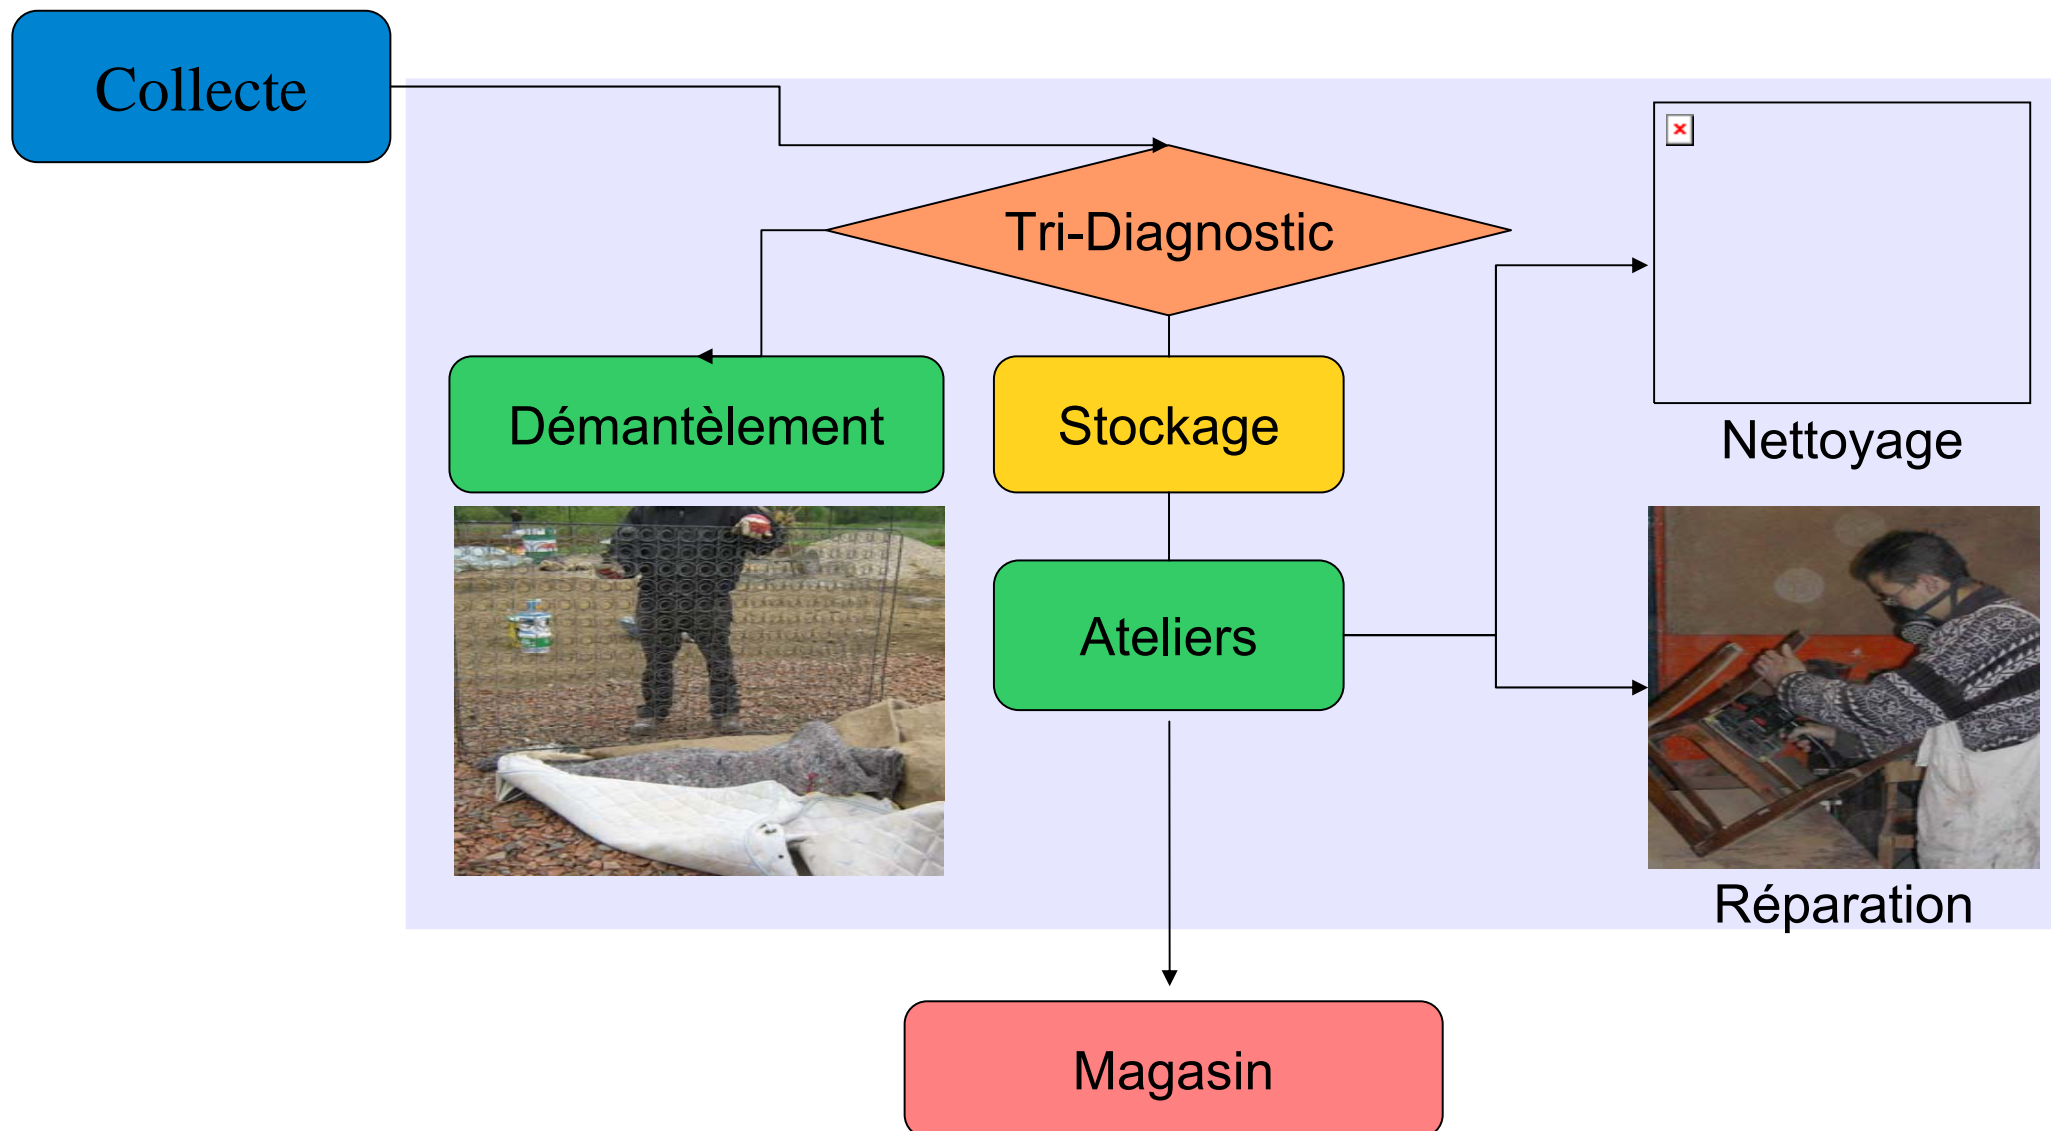 Collecte
Tri-Diagnostic
Démantèlement
Stockage
Nettoyage
Ateliers
Réparation
Magasin